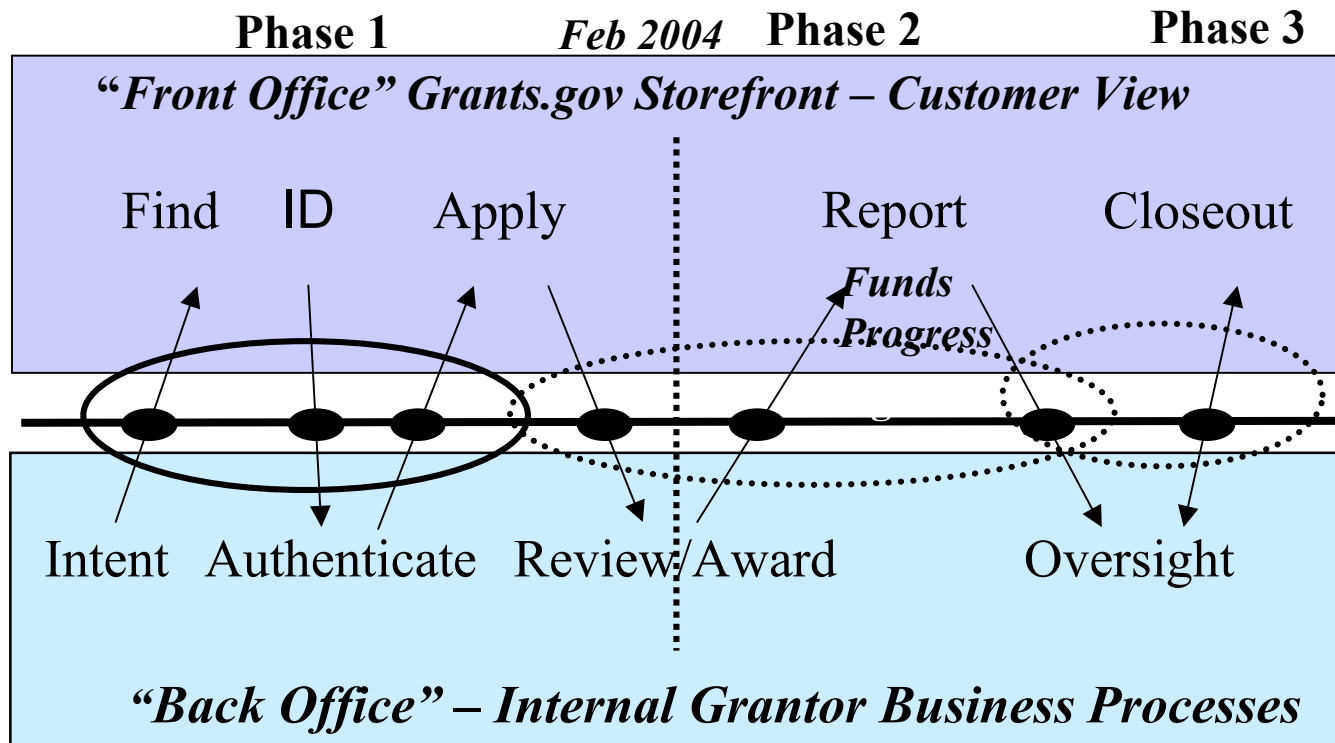 Phase 1 Feb 2004 Phase 2 Phase 3
“Front Office” Grants.gov Storefront – Customer View
Find ID Apply Report Closeout
Funds
Progress
Intent Authenticate Review/Award Oversight
“Back Office” – Internal Grantor Business Processes